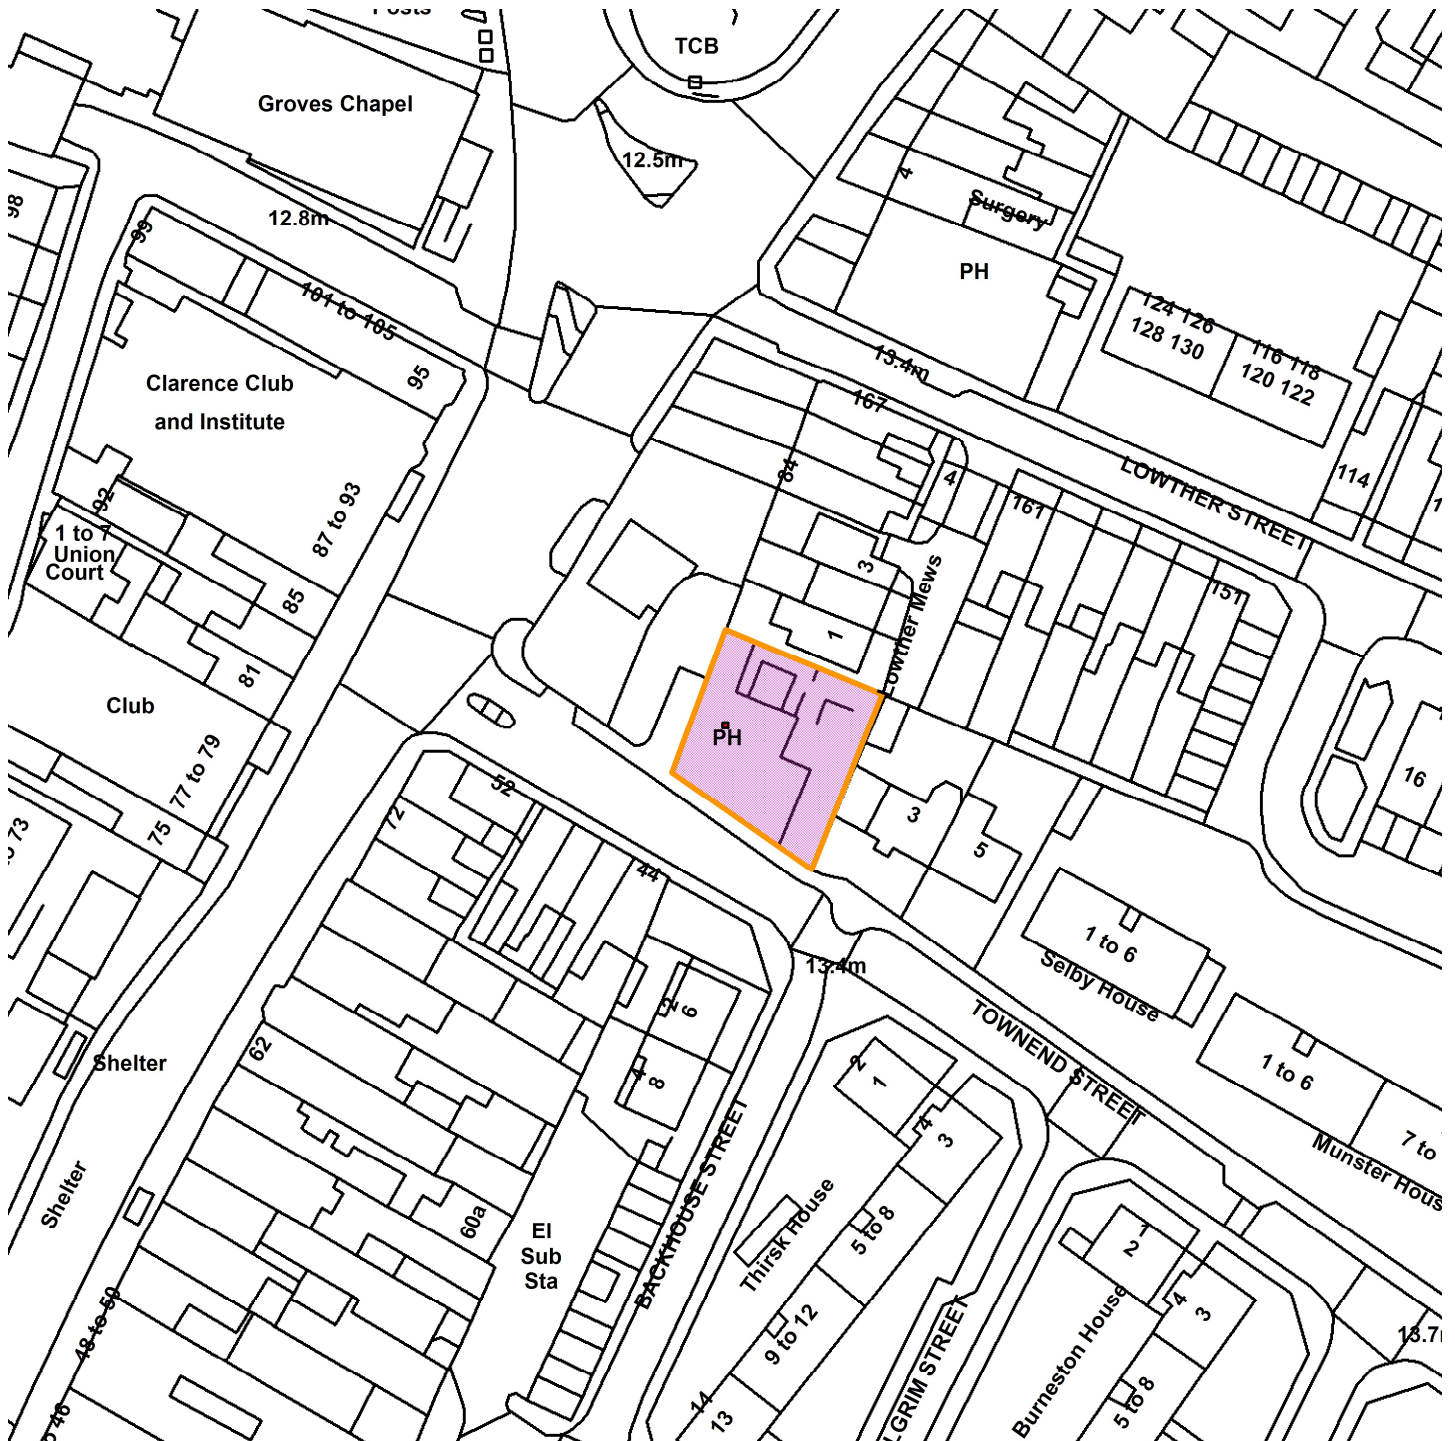 Posts
TCB
Groves Chapel
12.5m
98
99
12.8m
4
Surgery
PH
101 to 105
13.4m
124 126
128 130
116 118
120 122
95
Clarence Club
and Institute
167
84
4
161
LOWTHER STREET
114
92
87 to 93
1 to 7
Union
Court
3
Lowther Mews
151
85
1
81
Club
PH
77 to 79
52
72
3
5
16
75
44
1 to 6
Selby House
13.4m
2
6
TOWNEND STREET
62
Shelter
4
8
2
1
1 to 6
4
3
7 to
Munster Hous
Shelter
60a
El
Sub
Sta
BACKHOUSE STREET
Thirsk House
5 to 8
1
2
48 to 50
9 to 12
4
3
13.7
Burneston House
LGRIM STREET
14
13
5 to 8
46